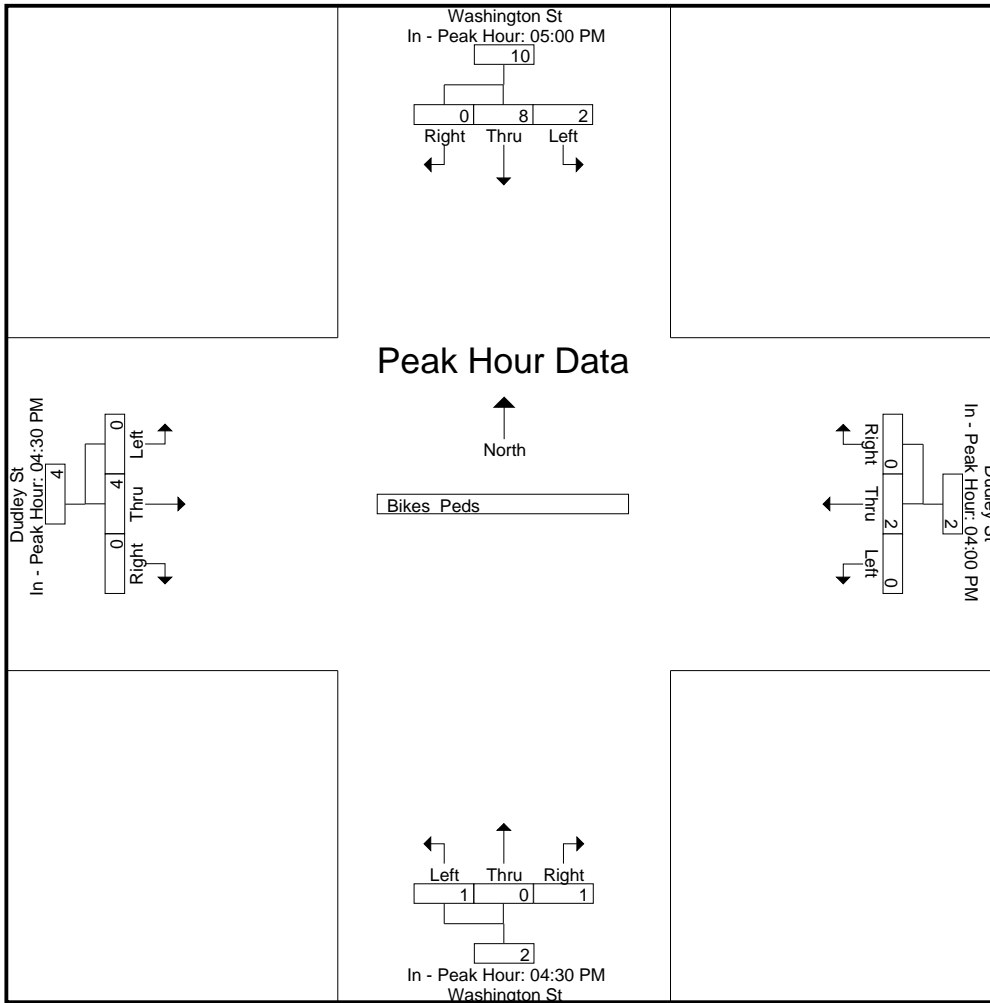 Washington St
In - Peak Hour: 05:00 PM
10
0 8 2
Right Thru Left
Peak Hour Data
North
Bikes Peds
Dudley St
In - Peak Hour: 04:30 PM
4
0 4 0
Left Thru Right
Dudley St
In - Peak Hour: 04:00 PM
2
0 2 0
Right Thru Left
Left Thru Right
1 0 1
2
In - Peak Hour: 04:30 PM
Washington St